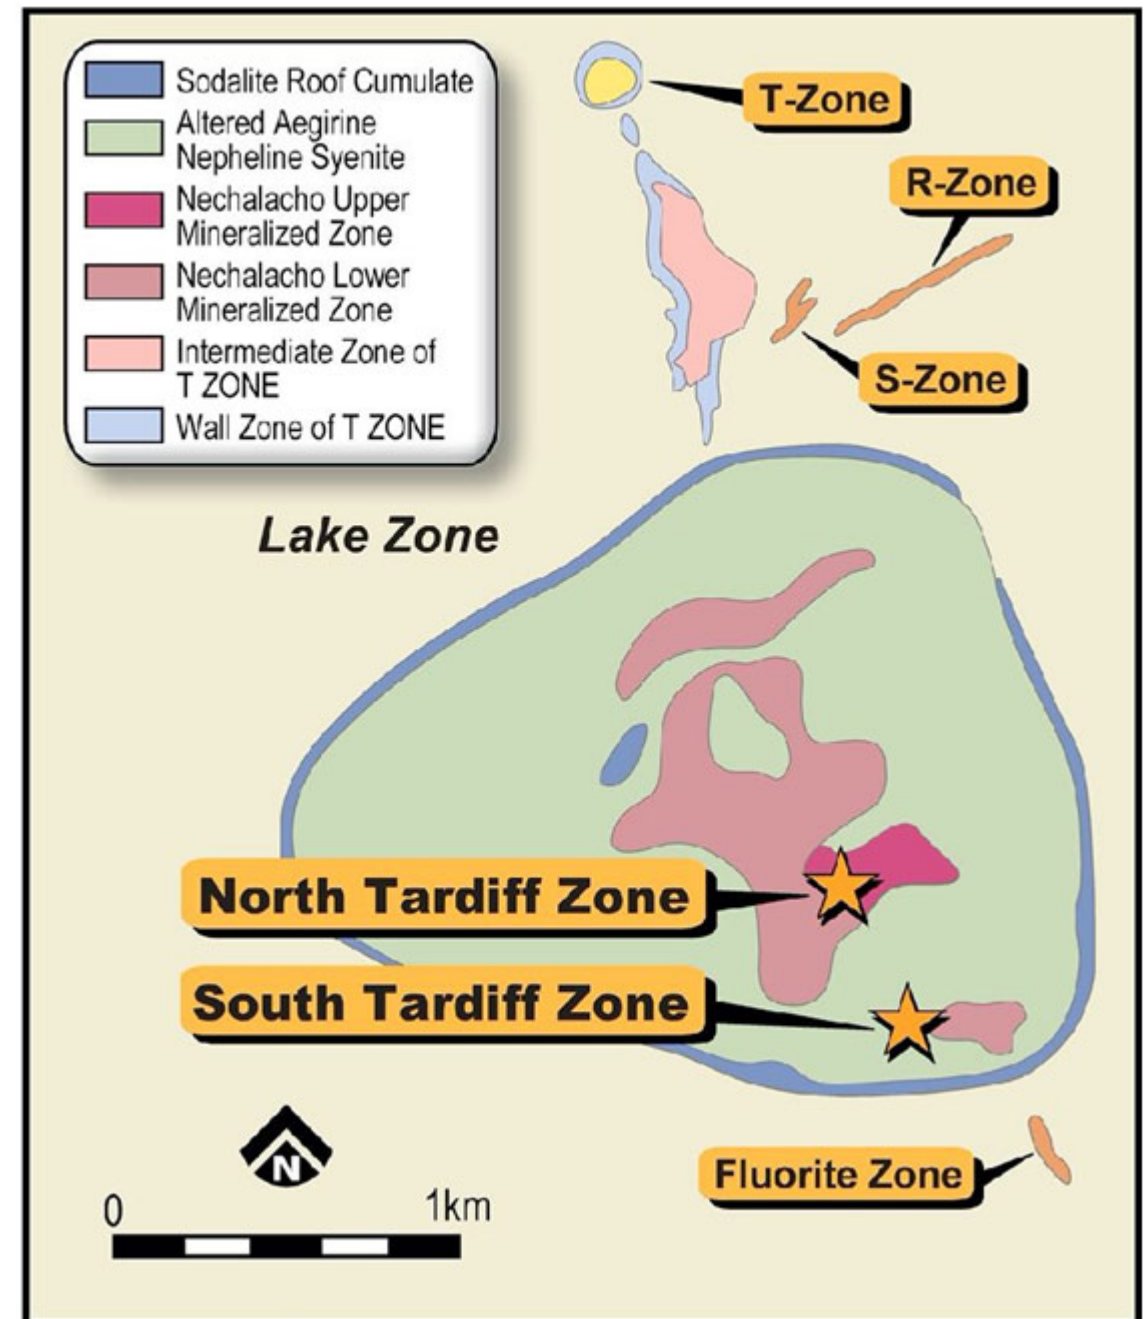 Sodalite Roof Cumulate
Altered Aegirine
Nepheline Syenite
Nechalacho Upper
Mineralized Zone
Nechalacho Lower
Mineralized Zone
Intermediate Zone of
T ZONE
Wall Zone of T ZONE
T-Zone
R-Zone
S-Zone
Lake Zone
North Tardiff Zone
South Tardiff Zone
Fluorite Zone
N
0 1km